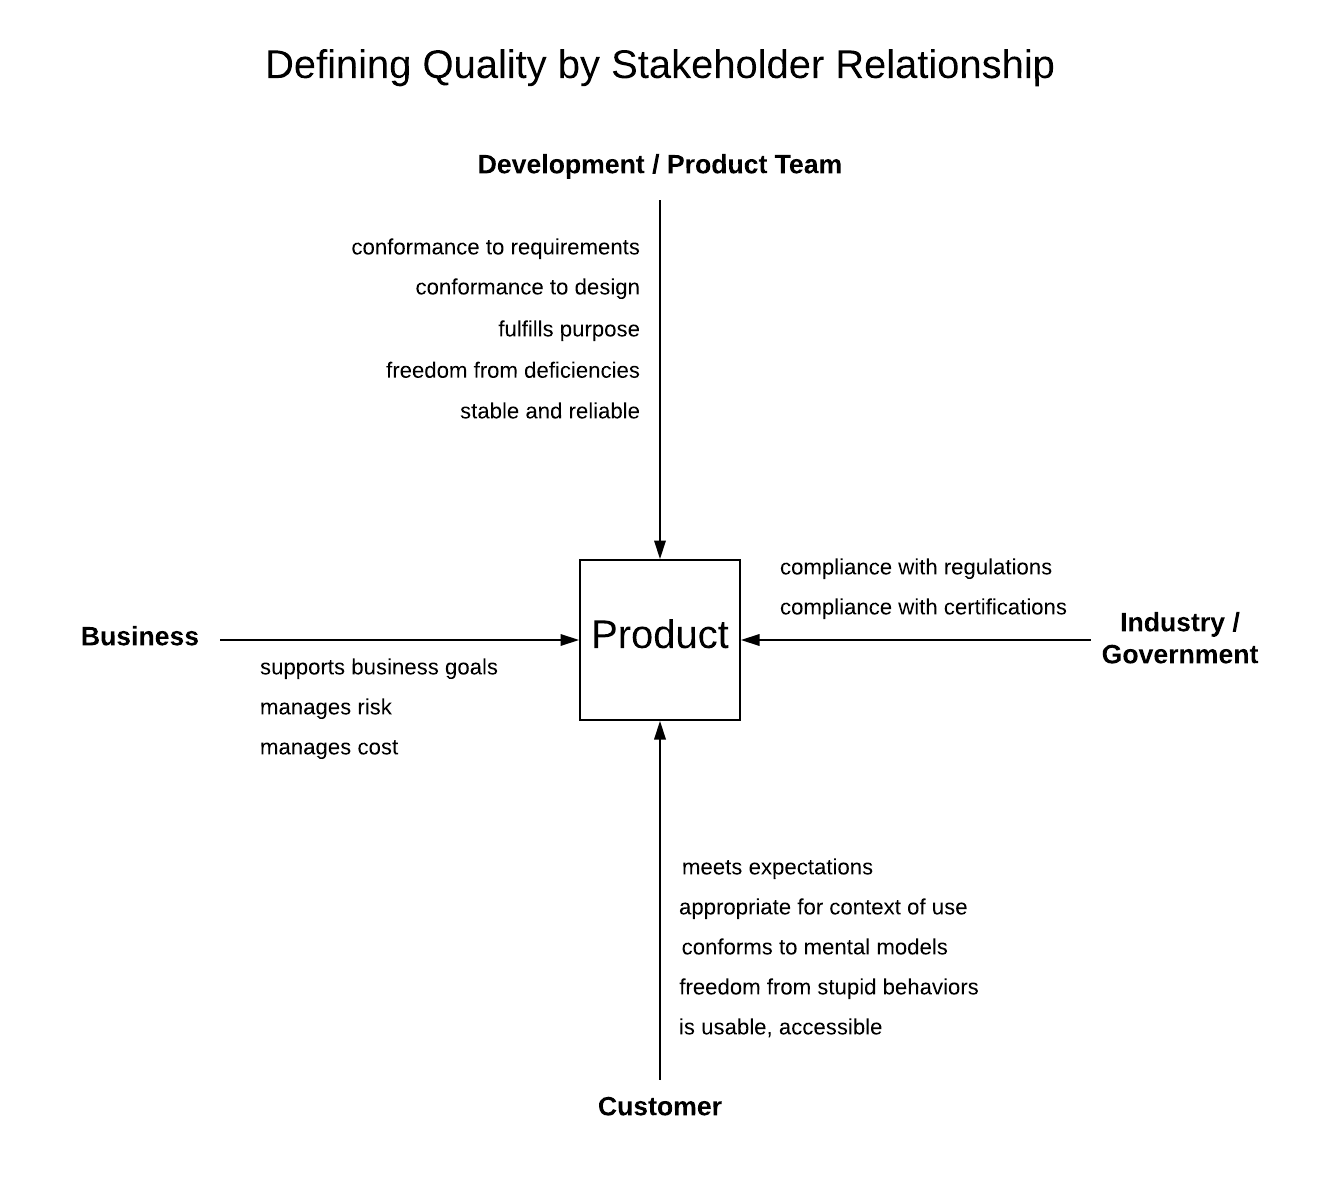 Defining Quality by Stakeholder Relationship
Development / Product Team
conformance to requirements
conformance to design
fulfills purpose
freedom from deficiencies
stable and reliable
Business
supports business goals
manages risk
manages cost
Product
compliance with regulations
compliance with certifications
Industry /
Government
meets expectations
appropriate for context of use
conforms to mental models
freedom from stupid behaviors
is usable, accessible
Customer